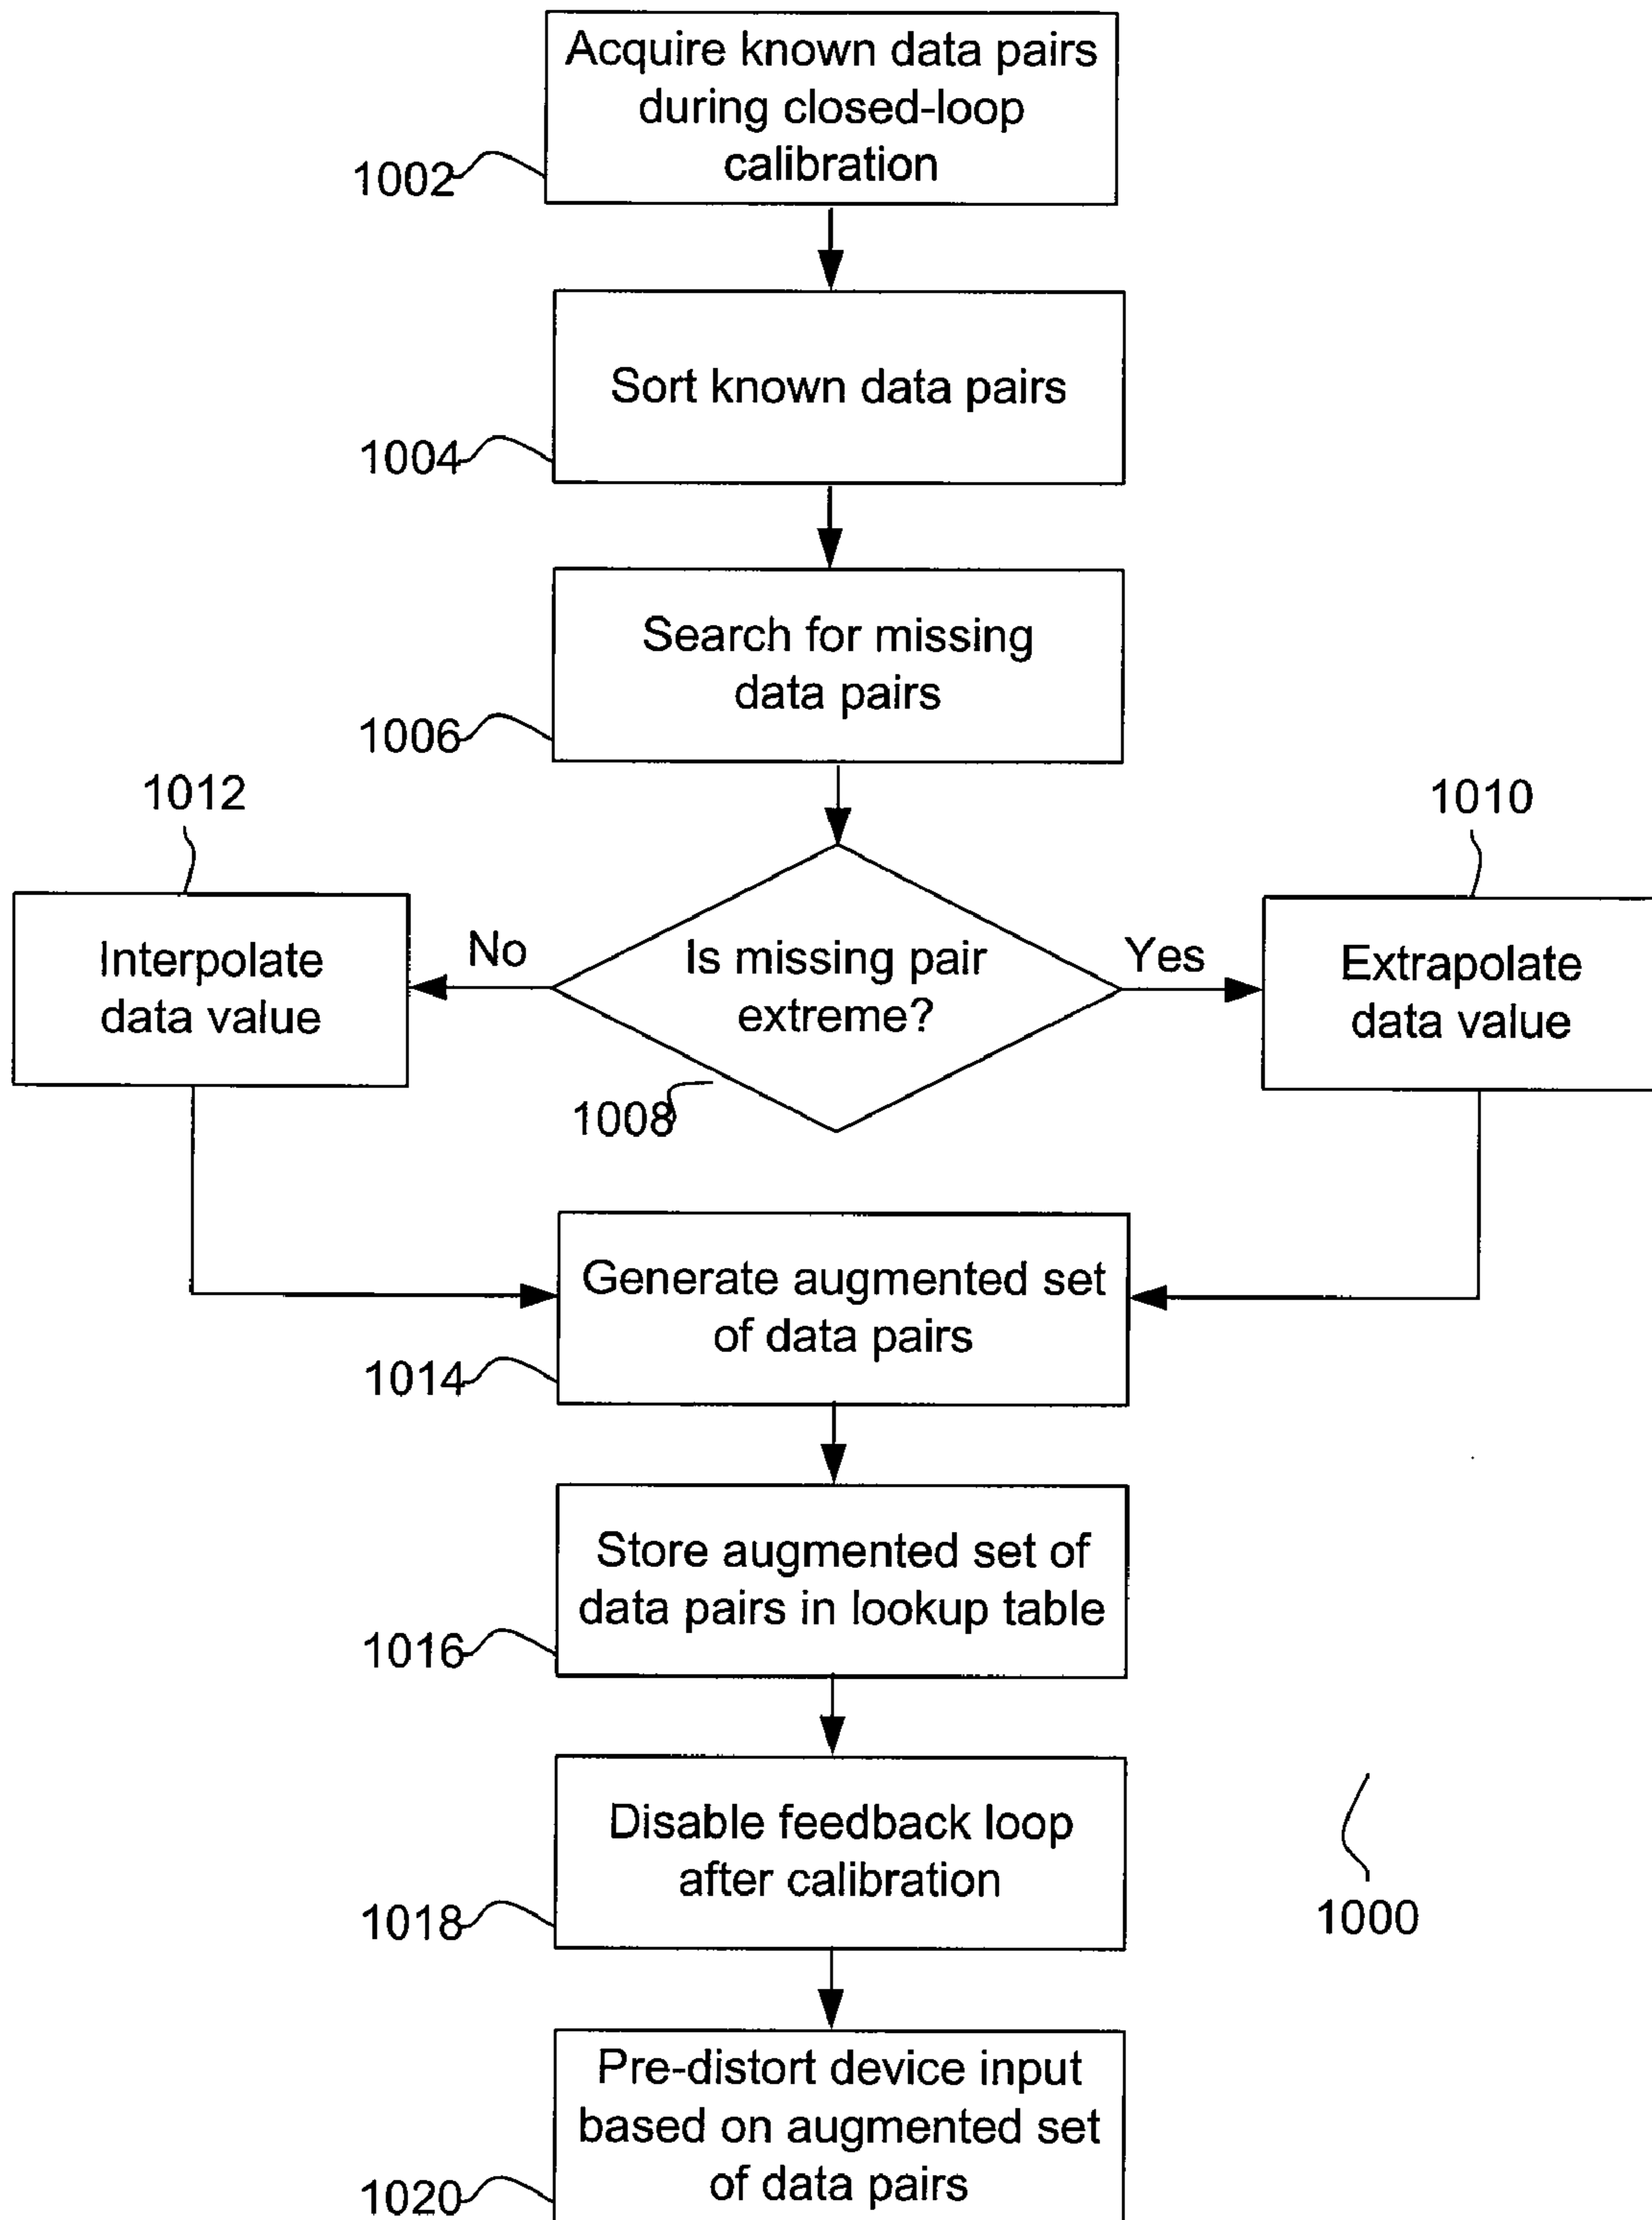 Acquire known data pairs
during closed-loop
calibration
1002
Sort known data pairs
1004
Search for missing
data pairs
1006
1012
1010
Interpolate
data value
No
Is missing pair
extreme?
Yes
Extrapolate
data value
1008
Generate augmented set
of data pairs
1014
Store augmented set of
data pairs in lookup table
1016
Disable feedback loop
after calibration
1018
1000
Pre-distort device input
based on augmented set
of data pairs
1020